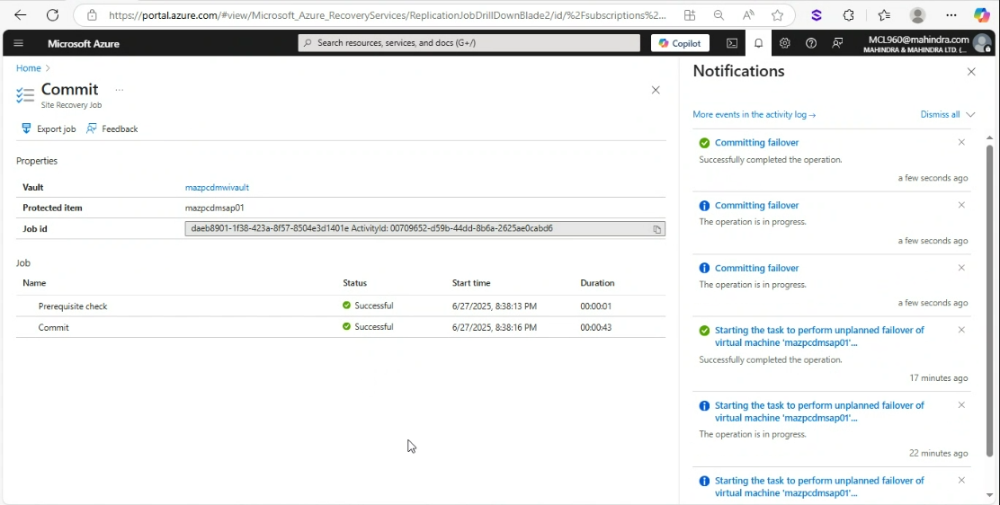 https://portal.azure.com/#view/Microsoft_Azure_RecoveryServices/ReplicationJobDrillDownBlade2/id/%2Fsubscriptions%2...
Microsoft Azure
Search resources, services, and docs (G+/)
Copilot
MCL960@mahindra.com
MAHINDRA & MAHINDRA LTD. (...
Home >
Commit ...
Site Recovery Job
Export job
Feedback
Properties
Vault mazpcdmwivault
Protected item mazpcdmsap01
Job id daeb8901-1f38-423a-8f57-8504e3d1401e ActivityId: 00709652-d59b-44dd-8b6a-2625ae0cabd6
Job
Name Status Start time Duration
Prerequisite check Successful 6/27/2025, 8:38:13 PM 00:00:01
Commit Successful 6/27/2025, 8:38:16 PM 00:00:43
Notifications
More events in the activity log→ Dismiss all
Committing failover
Successfully completed the operation.
a few seconds ago
Committing failover
The operation is in progress.
a few seconds ago
Committing failover
The operation is in progress.
a few seconds ago
Starting the task to perform unplanned failover of
virtual machine 'mazpcdmsap01'...
Successfully completed the operation.
17 minutes ago
Starting the task to perform unplanned failover of
virtual machine 'mazpcdmsap01'...
The operation is in progress.
22 minutes ago
Starting the task to perform unplanned failover of
virtual machine 'mazpcdmsap01'...